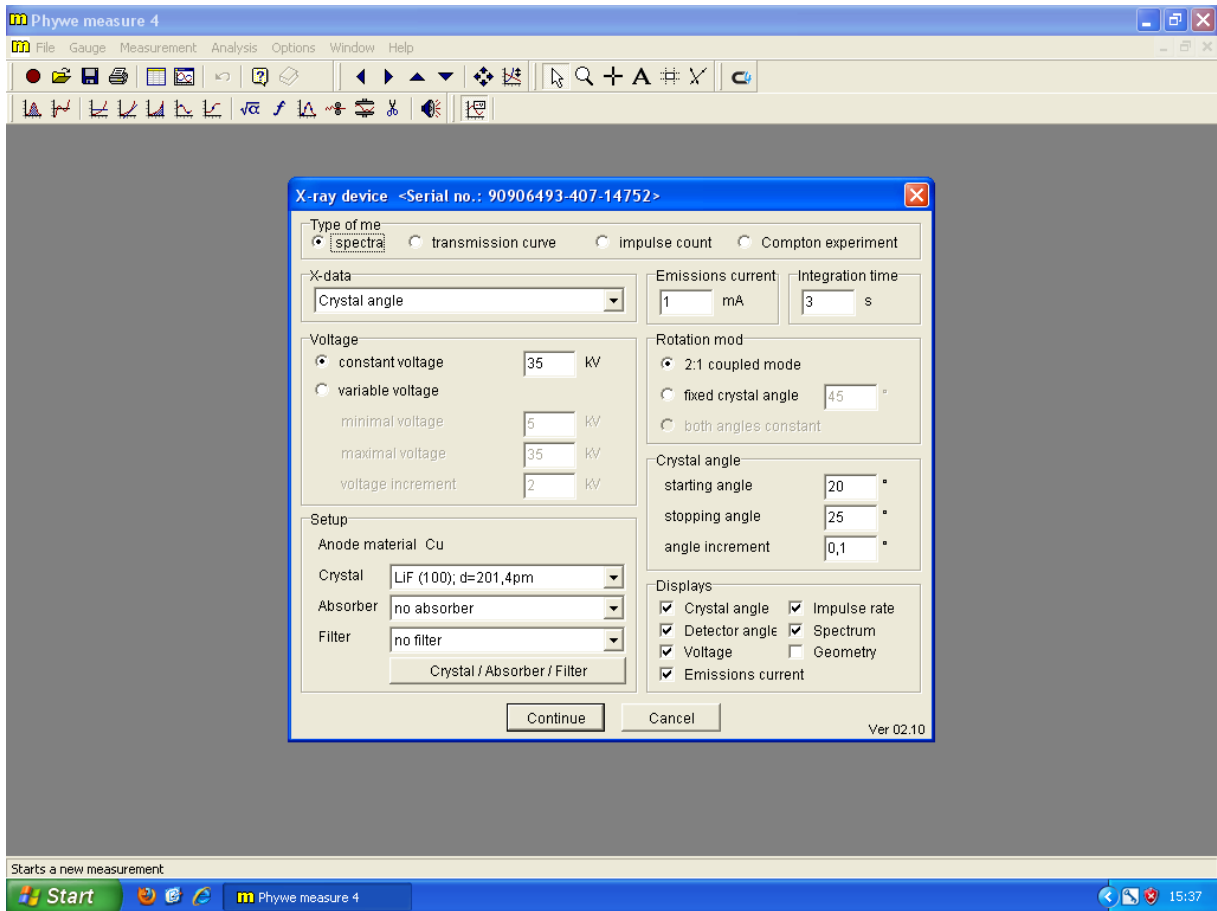 Phywe measure 4
File Gauge Measurement Analysis Options Window Help
X-ray device <Serial no.: 90906493-407-14752>
Type of me
spectra transmission curve impulse count Compton experiment
X-data
Crystal angle
Emissions current
1 mA
Integration time
3 s
Voltage
constant voltage 35 kV
variable voltage
minimal voltage 5 kV
maximal voltage 35 kV
voltage increment 2 kV
Rotation mod
2:1 coupled mode
fixed crystal angle 45 °
both angles constant
Crystal angle
starting angle 20 °
stopping angle 25 °
angle increment 0,1 °
Setup
Anode material Cu
Crystal LiF (100); d=201,4pm
Absorber no absorber
Filter no filter
Crystal / Absorber / Filter
Displays
Crystal angle Impulse rate
Detector angle Spectrum
Voltage Geometry
Emissions current
Continue Cancel
Ver 02.10
Starts a new measurement
Start Phywe measure 4 15:37